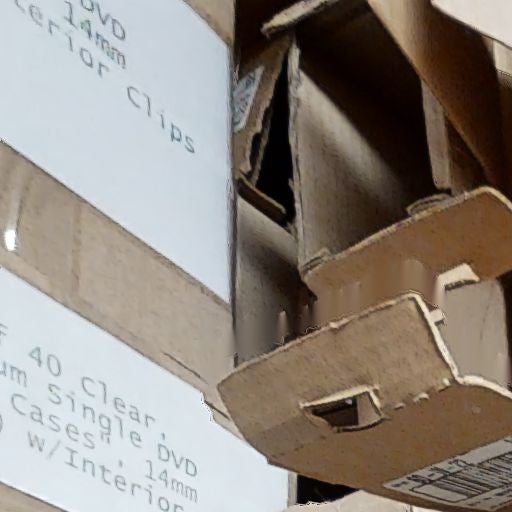 DVD
14mm
terior Clips
F 40 Clear,
um Single DVD
Cases", 14mm
) w/Interior